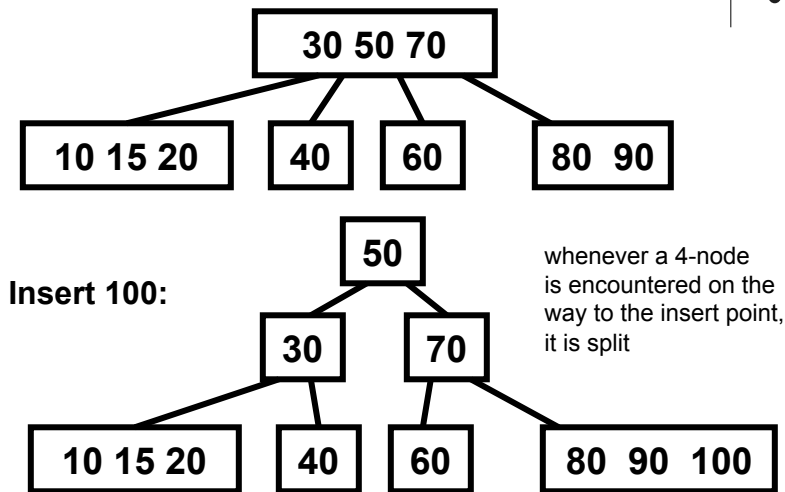 30 50 70
10 15 20
40
60
80 90
50
Insert 100:
whenever a 4-node
is encountered on the
way to the insert point,
it is split
30
70
10 15 20
40
60
80 90 100